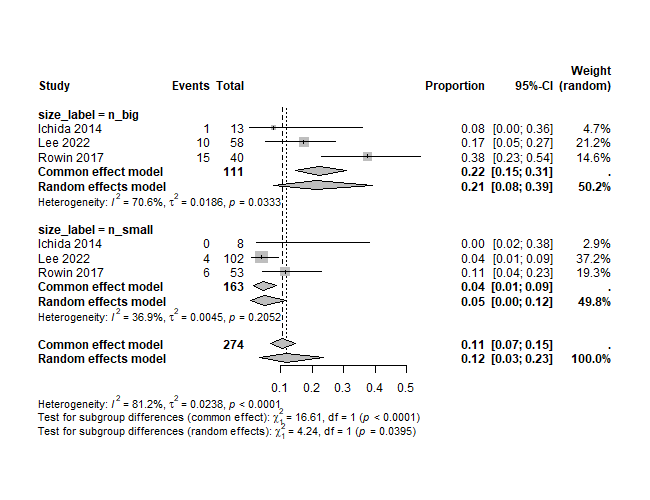 Weight
Study Events Total Proportion 95%-CI (random)
size_label = n_big
Ichida 2014 1 13 0.08 [0.00; 0.36] 4.7%
Lee 2022 10 58 0.17 [0.05; 0.27] 21.2%
Rowin 2017 15 40 0.38 [0.23; 0.54] 14.6%
Common effect model 111 0.22 [0.15; 0.31] .
Random effects model 0.21 [0.08; 0.39] 50.2%
Heterogeneity: I² = 70.6%, τ² = 0.0186, p = 0.0333
size_label = n_small
Ichida 2014 0 8 0.00 [0.02; 0.38] 2.9%
Lee 2022 4 102 0.04 [0.01; 0.09] 37.2%
Rowin 2017 6 53 0.11 [0.04; 0.23] 19.3%
Common effect model 163 0.04 [0.01; 0.09] .
Random effects model 0.05 [0.00; 0.12] 49.8%
Heterogeneity: I² = 36.9%, τ² = 0.0045, p = 0.2052
Common effect model 274 0.11 [0.07; 0.15] .
Random effects model 0.12 [0.03; 0.23] 100.0%
0.1 0.2 0.3 0.4 0.5
Heterogeneity: I² = 81.2%, τ² = 0.0238, p < 0.0001
Test for subgroup differences (common effect): χ₁² = 16.61, df = 1 (p < 0.0001)
Test for subgroup differences (random effects): χ₁² = 4.24, df = 1 (p = 0.0395)